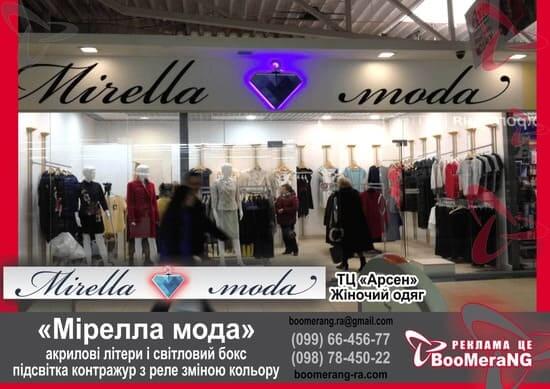 Mirella moda
Mirella moda
ТЦ «Арсен»
Жіночий одяг
«Мірелла мода»
акрилові літери і світловий бокс
підсвітка контражур з реле зміною кольору
boomerang.ra@gmail.com
(099) 66-456-77
(098) 78-450-22
boomerang-ra.com
РЕКЛАМА ЦЕ
BooMeraNG